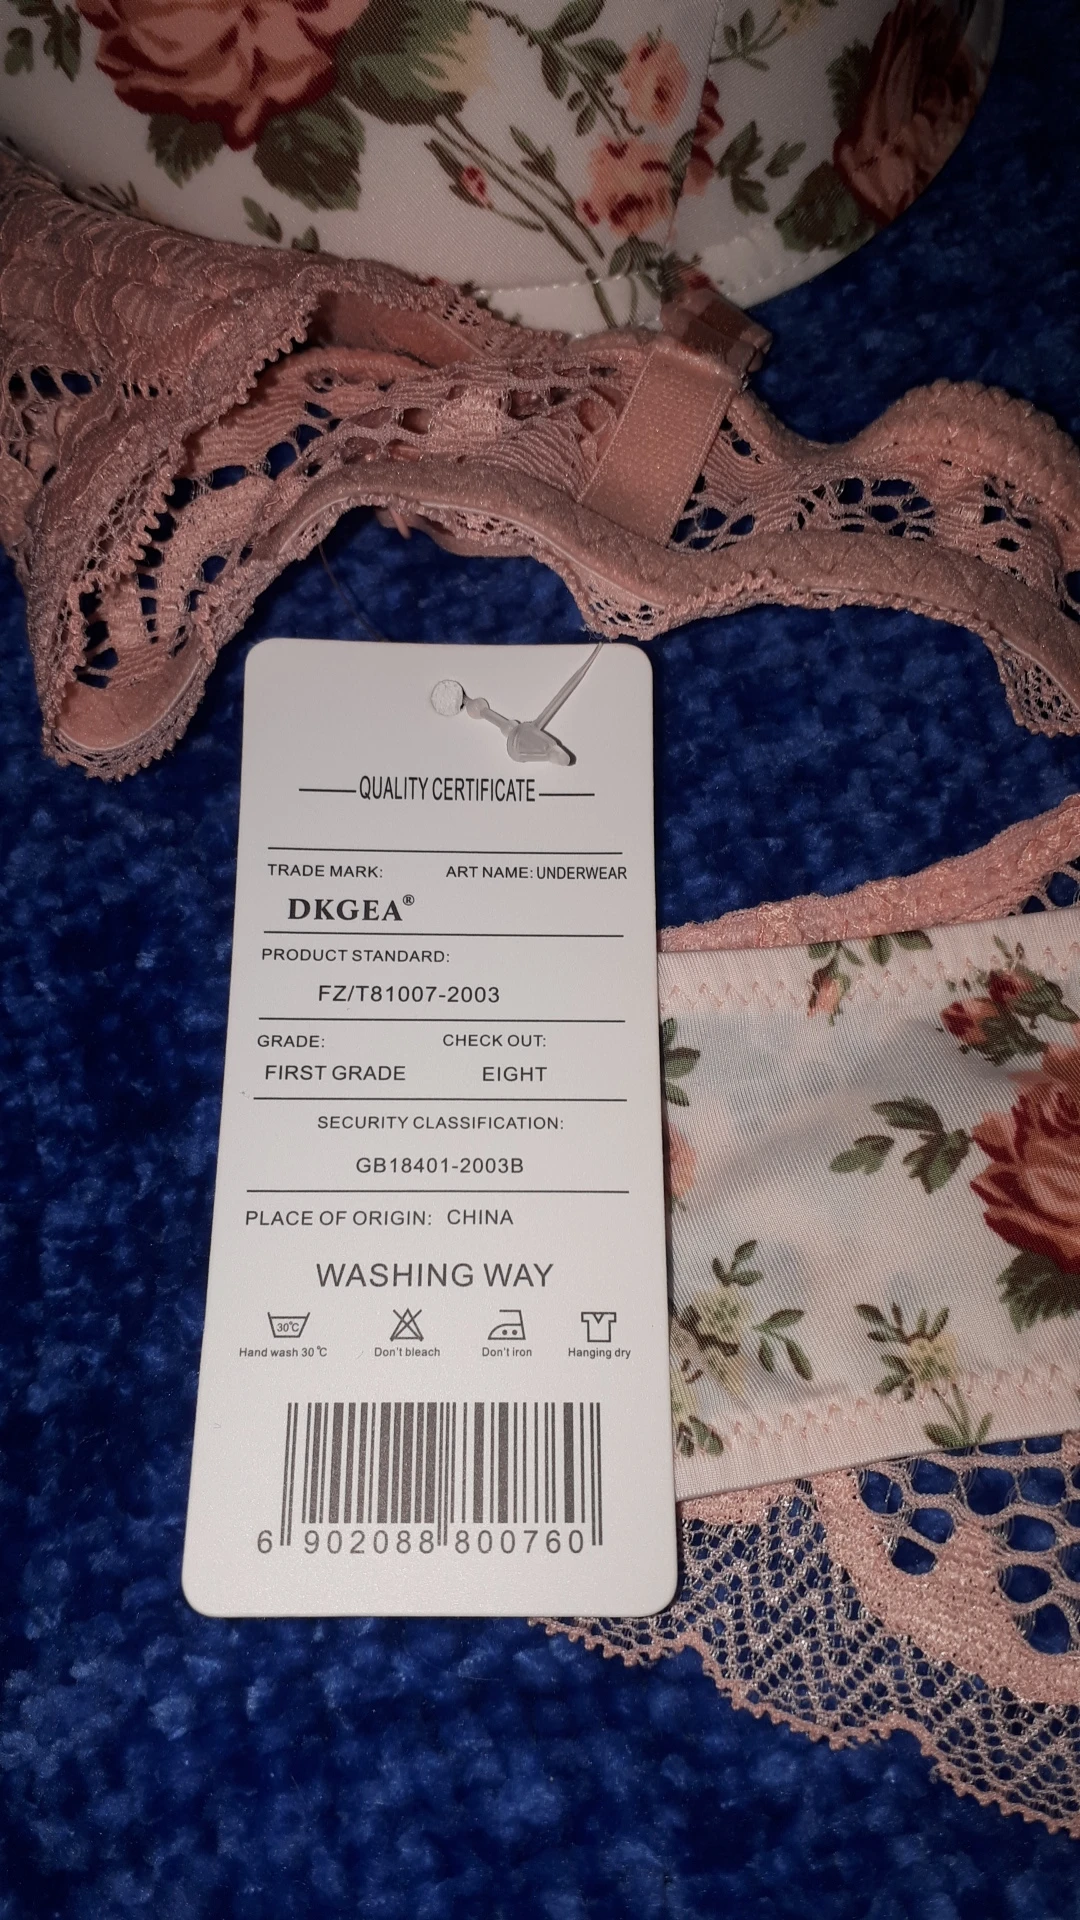 QUALITY CERTIFICATE
TRADE MARK: ART NAME: UNDERWEAR
DKGEA®
PRODUCT STANDARD:
FZ/T81007-2003
GRADE: CHECK OUT:
FIRST GRADE EIGHT
SECURITY CLASSIFICATION:
GB18401-2003B
PLACE OF ORIGIN: CHINA
WASHING WAY
30℃
Hand wash 30℃ Don't bleach Don't iron Hanging dry
6 902088 800760